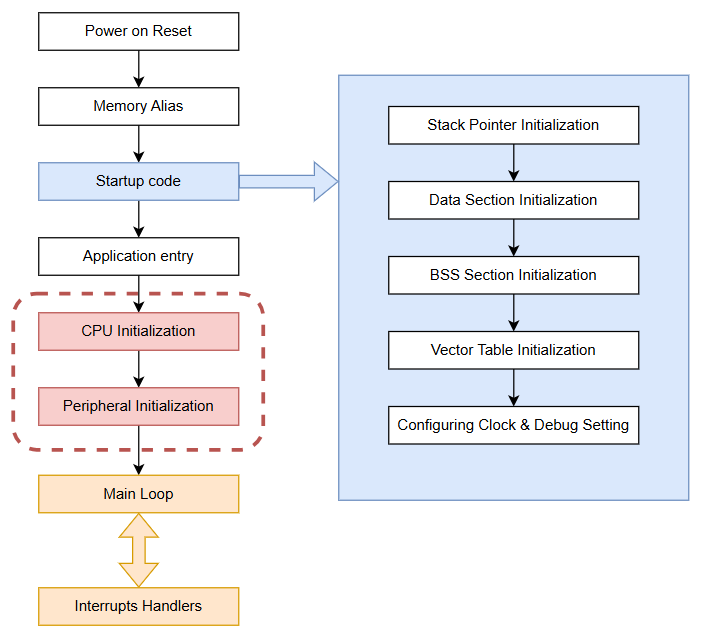 Power on Reset
Memory Alias
Startup code
Application entry
CPU Initialization
Peripheral Initialization
Main Loop
Interrupts Handlers
Stack Pointer Initialization
Data Section Initialization
BSS Section Initialization
Vector Table Initialization
Configuring Clock & Debug Setting